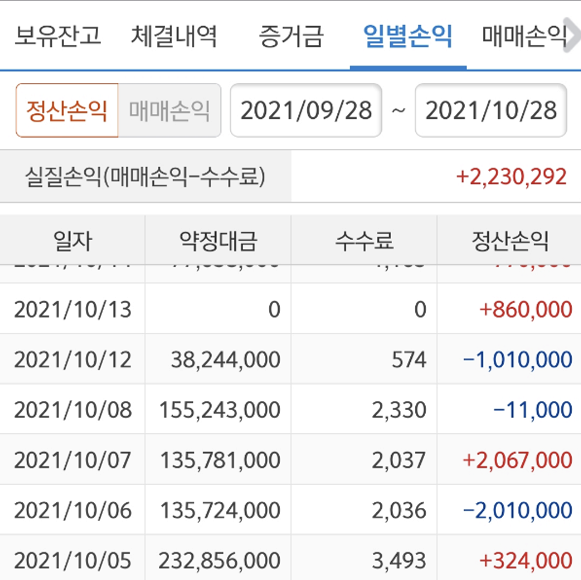 보유잔고 체결내역 증거금 일별손익 매매손익
정산손익 매매손익 2021/09/28 ~ 2021/10/28
실질손익(매매손익-수수료) +2,230,292
일자 약정대금 수수료 정산손익
2021/10/13 0 0 +860,000
2021/10/12 38,244,000 574 -1,010,000
2021/10/08 155,243,000 2,330 -11,000
2021/10/07 135,781,000 2,037 +2,067,000
2021/10/06 135,724,000 2,036 -2,010,000
2021/10/05 232,856,000 3,493 +324,000